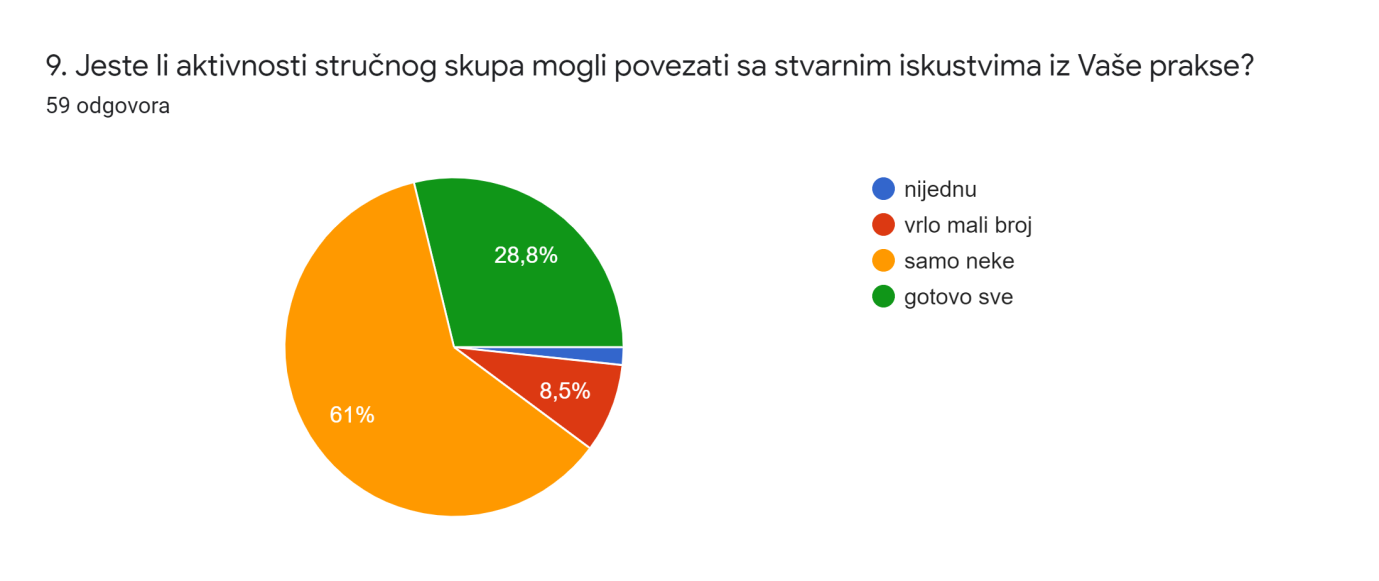 9. Jeste li aktivnosti stručnog skupa mogli povezati sa stvarnim iskustvima iz Vaše prakse?
59 odgovora
nijednu
vrlo mali broj
samo neke
gotovo sve
28,8%
8,5%
61%